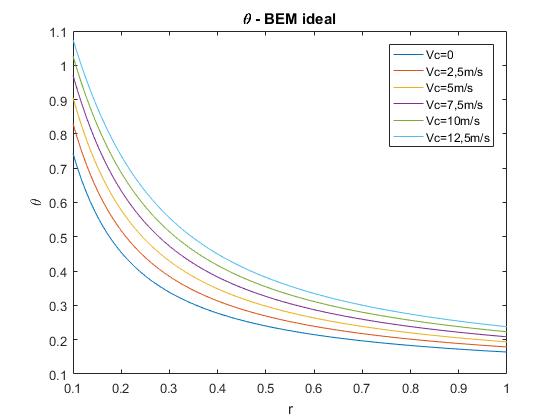 θ - BEM ideal
1.1
1
0.9
0.8
0.7
0.6
0.5
0.4
0.3
0.2
0.1
θ
Vc=0
Vc=2,5m/s
Vc=5m/s
Vc=7,5m/s
Vc=10m/s
Vc=12,5m/s
0.1 0.2 0.3 0.4 0.5 0.6 0.7 0.8 0.9 1
r